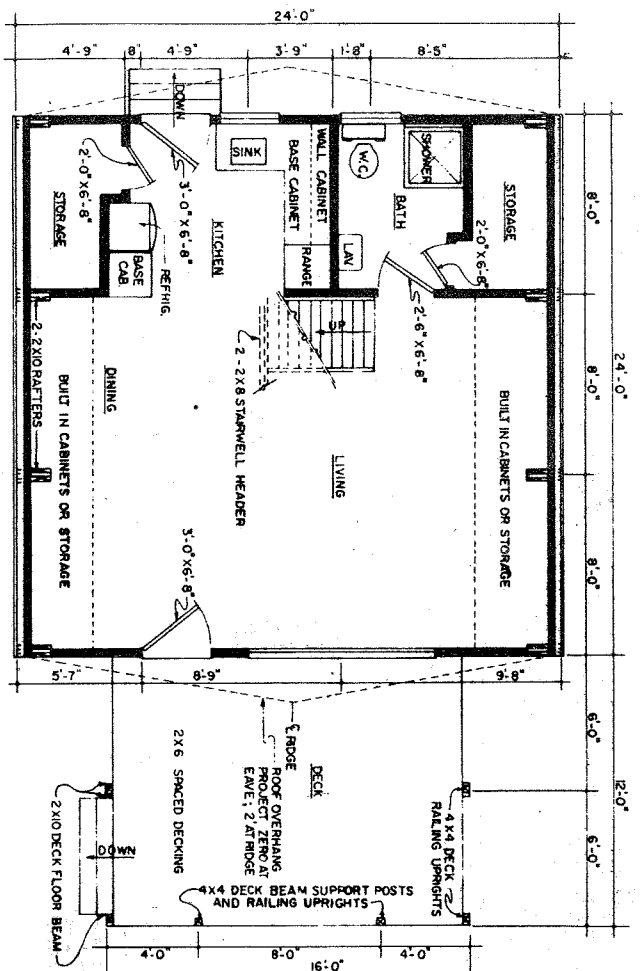 24'-0"
4'-9"
8"
4'-9"
3'-9"
1'-8"
8'-5"
DOWN
2'-0" X 6'-8"
STORAGE
3'-0" X 6'-8"
SINK
KITCHEN
BASE CABINET
WALL CABINET
RANGE
REFRIG.
BASE
CAB.
W.C.
SHOWER
BATH
LAV
STORAGE
2'-0" X 6'-8"
2'-6" X 6'-8"
UP
2-2X10 RAFTERS
BUILT IN CABINETS OR STORAGE
DINING
2-2X8 STAIRWELL HEADER
LIVING
BUILT IN CABINETS OR STORAGE
3'-0" X 6'-8"
8'-0"
8'-0"
8'-0"
24'-0"
5'-7"
8'-9"
9'-8"
2X6 SPACED DECKING
RIDGE
ROOF OVERHANG
PROJECT ZERO AT
EAVE; 2' AT RIDGE
DECK
6'-0"
6'-0"
12'-0"
4X4 DECK
RAILING UPRIGHTS
DOWN
2X10 DECK FLOOR BEAM
4X4 DECK BEAM SUPPORT POSTS
AND RAILING UPRIGHTS
4'-0"
8'-0"
4'-0"
16'-0"